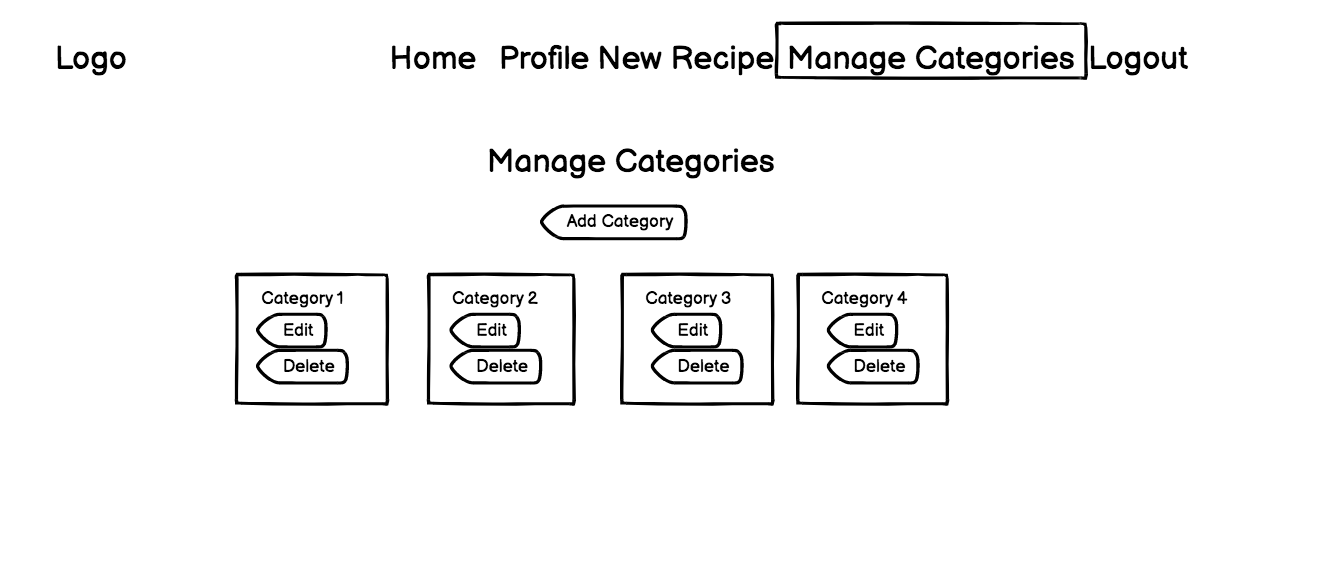 Logo Home Profile New Recipe Manage Categories Logout
Manage Categories
Add Category
Category 1 Category 2 Category 3 Category 4
Edit Edit Edit Edit
Delete Delete Delete Delete